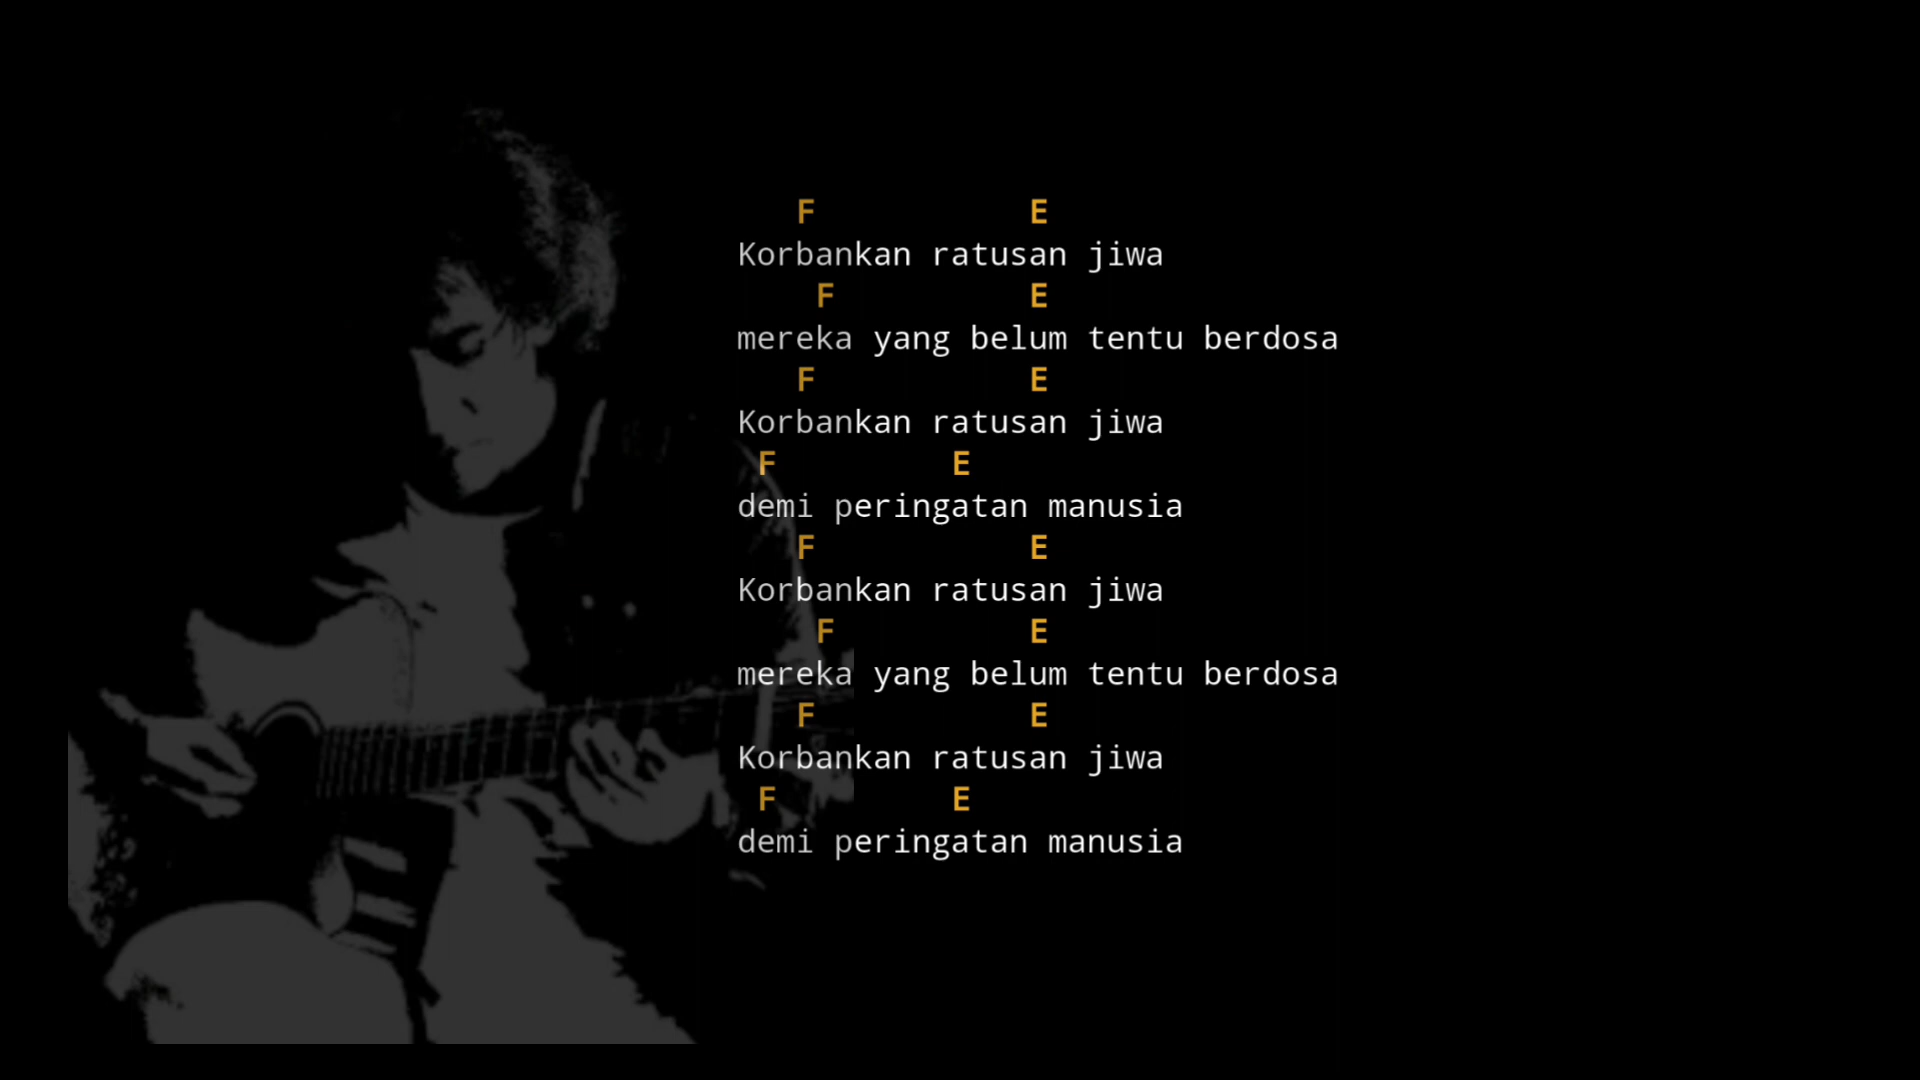 F E
Korbankan ratusan jiwa
F E
mereka yang belum tentu berdosa
F E
Korbankan ratusan jiwa
F E
demi peringatan manusia
F E
Korbankan ratusan jiwa
F E
mereka yang belum tentu berdosa
F E
Korbankan ratusan jiwa
F E
demi peringatan manusia